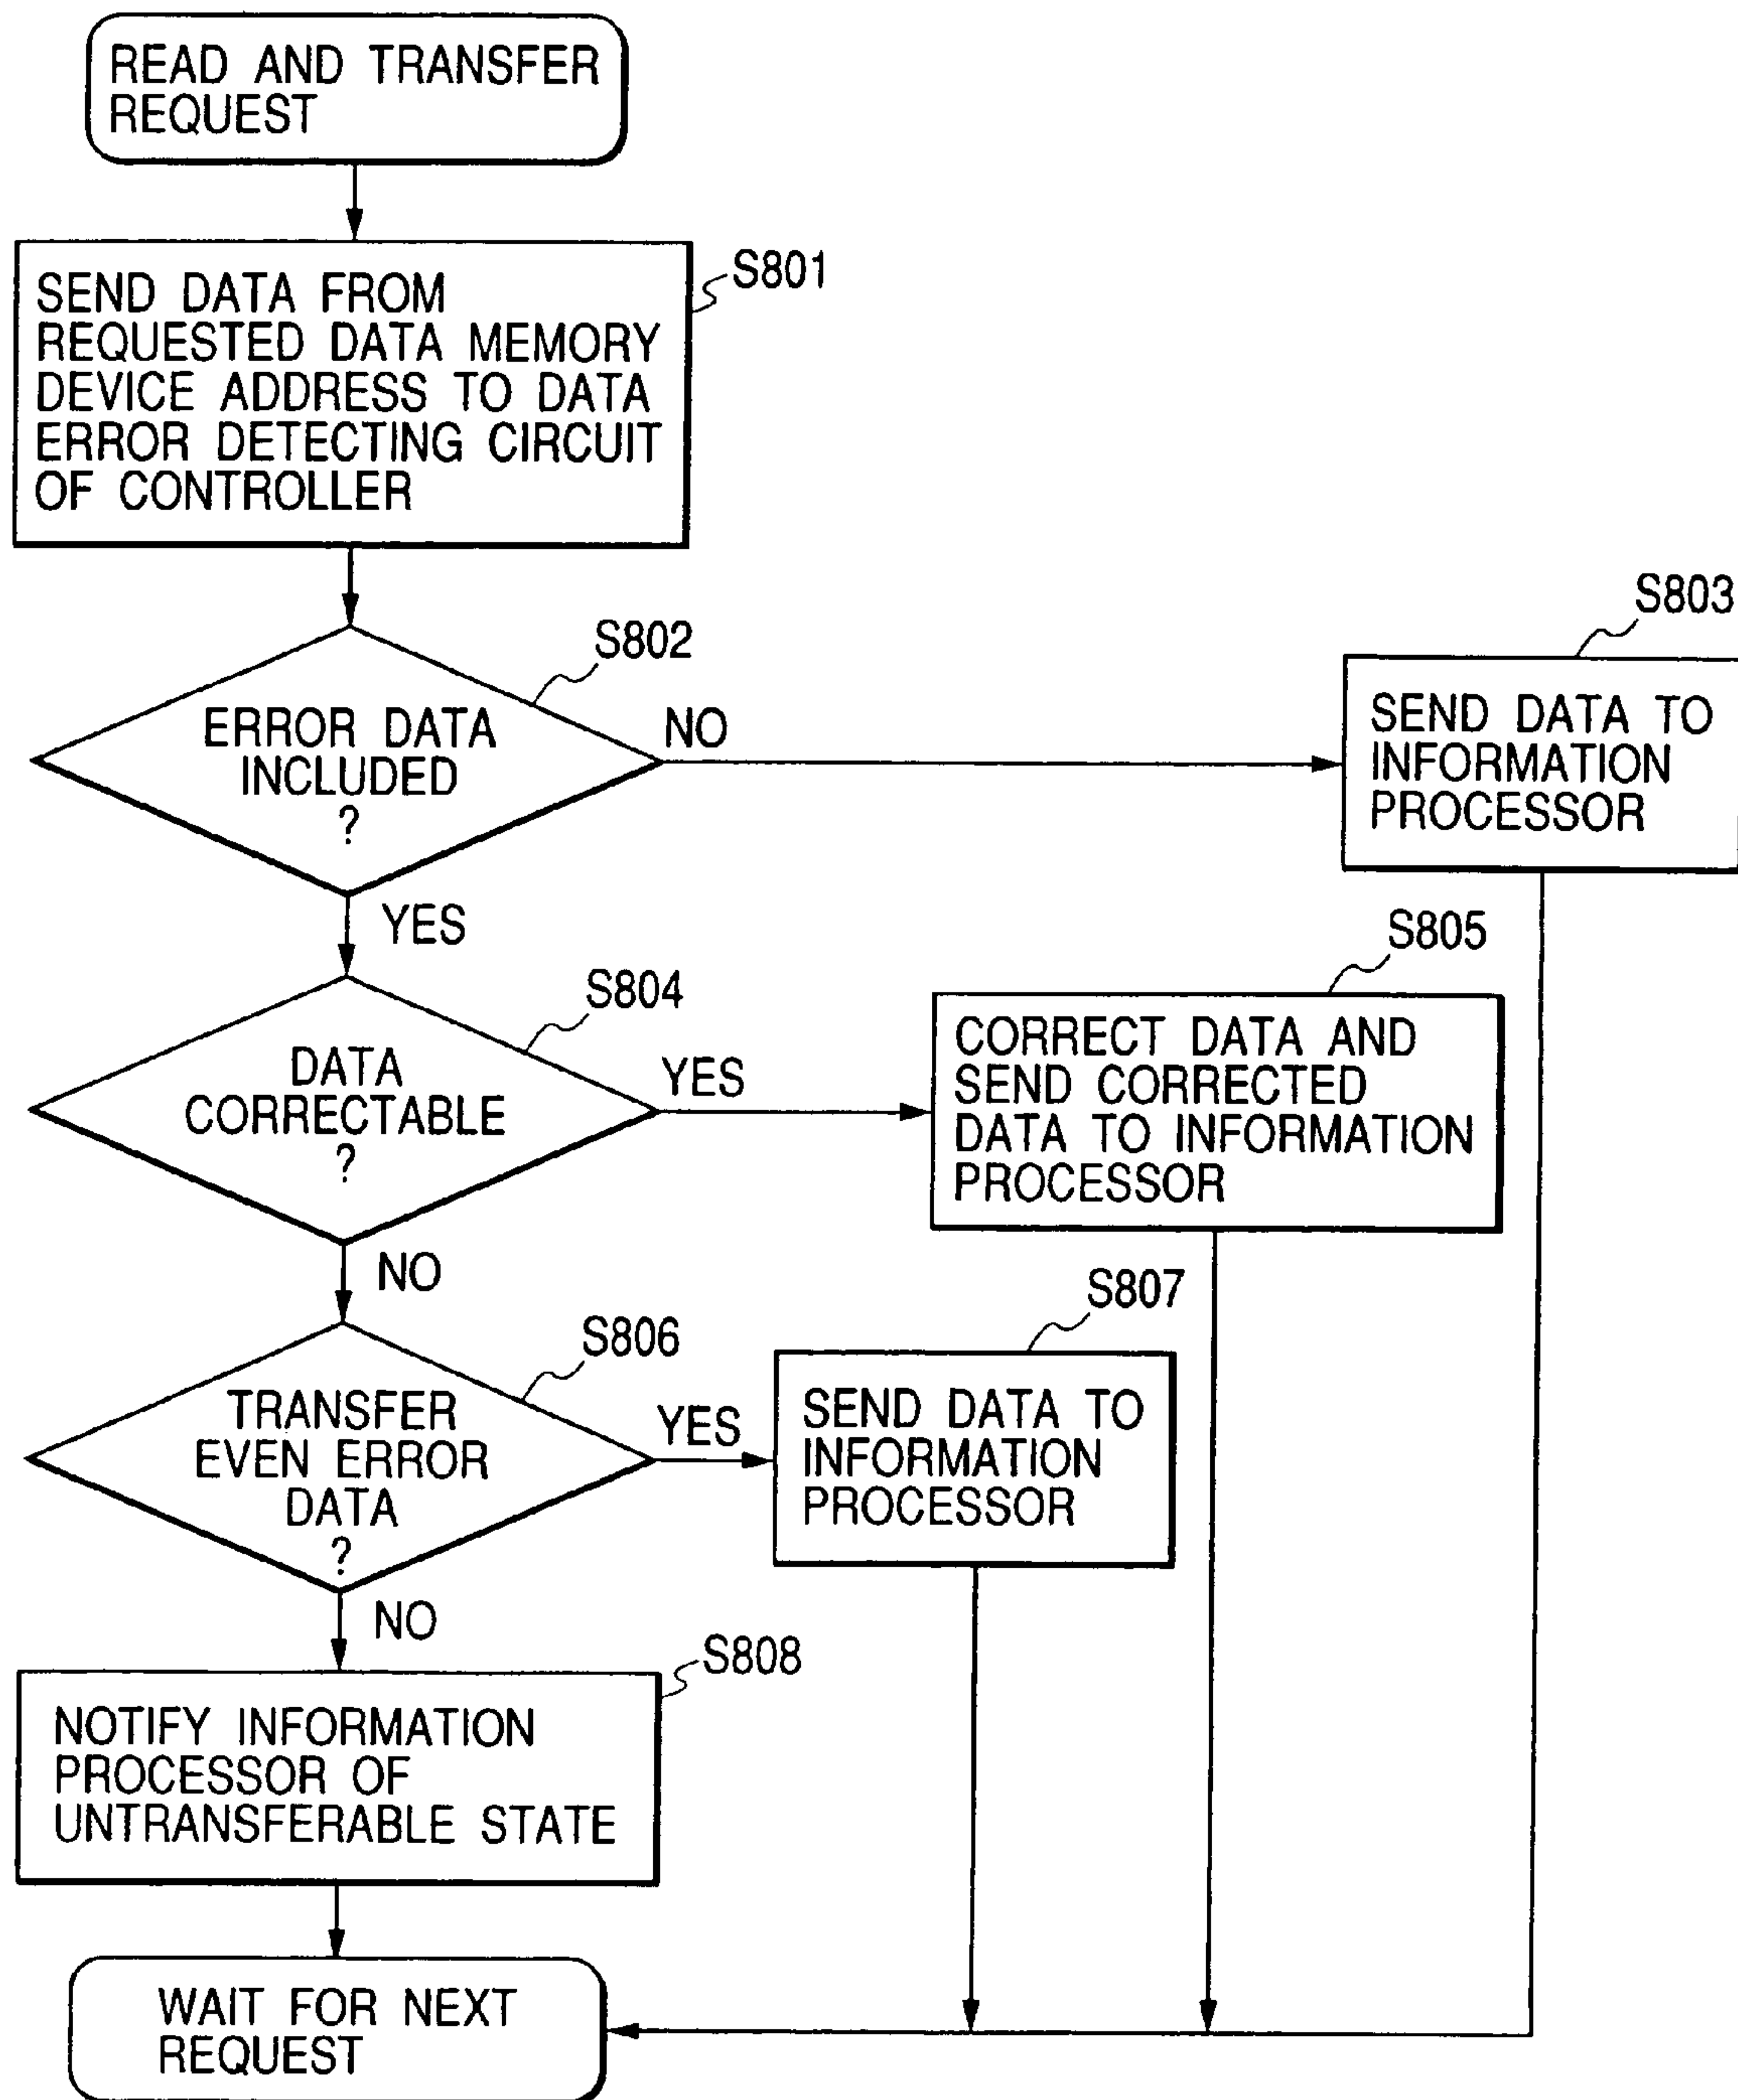 READ AND TRANSFER
REQUEST
SEND DATA FROM
REQUESTED DATA MEMORY
DEVICE ADDRESS TO DATA
ERROR DETECTING CIRCUIT
OF CONTROLLER
S801
ERROR DATA
INCLUDED
?
S802
NO
YES
S803
SEND DATA TO
INFORMATION
PROCESSOR
DATA
CORRECTABLE
?
S804
YES
NO
S805
CORRECT DATA AND
SEND CORRECTED
DATA TO INFORMATION
PROCESSOR
TRANSFER
EVEN ERROR
DATA
?
S806
YES
NO
S807
SEND DATA TO
INFORMATION
PROCESSOR
S808
NOTIFY INFORMATION
PROCESSOR OF
UNTRANSFERABLE STATE
WAIT FOR NEXT
REQUEST